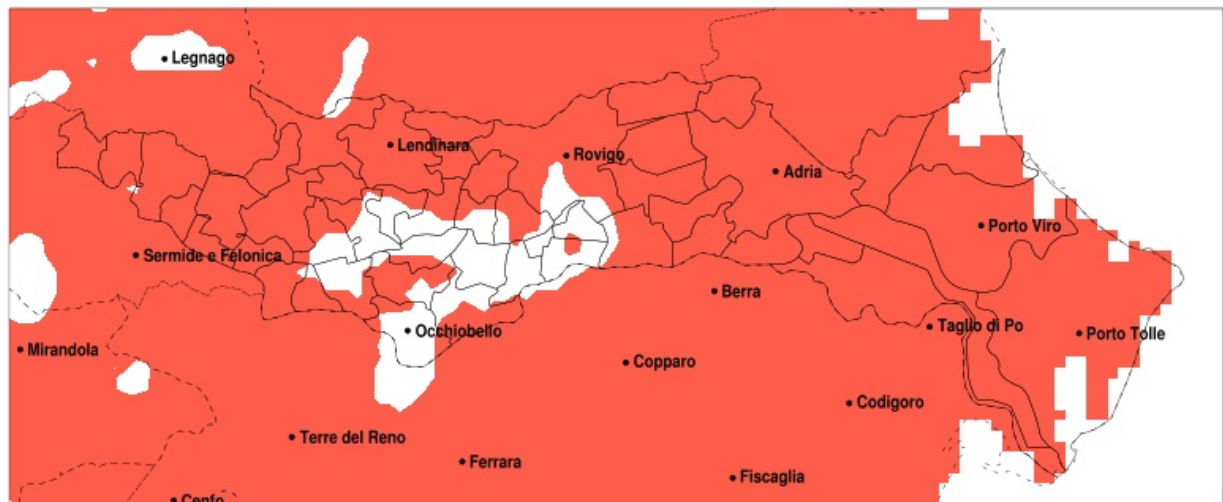 Legnago
Lendinara
Rovigo
Adria
Porto Viro
Sermide e Felonica
Berra
Taglio di Po
Occhiobello
Porto Tolle
Mirandola
Copparo
Codigoro
Terre del Reno
Ferrara
Fiscaglia
Cento